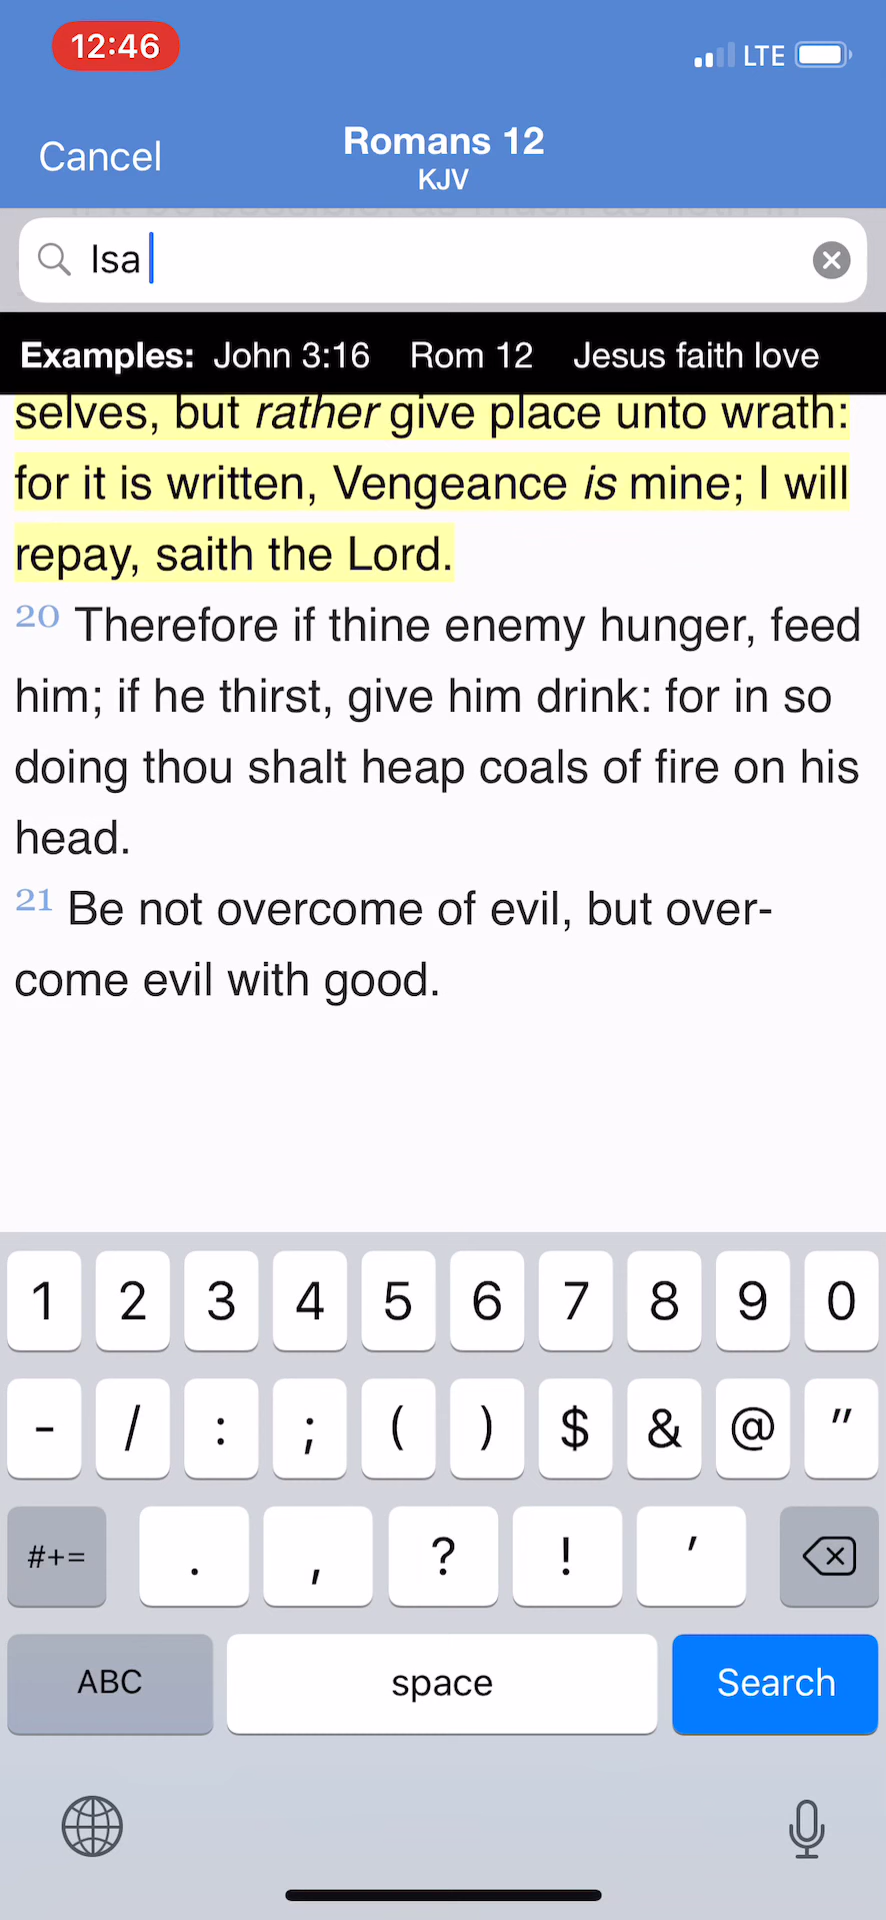 12:46
LTE
Cancel
Romans 12
KJV
Isa
Examples: John 3:16 Rom 12 Jesus faith love
selves, but rather give place unto wrath:
for it is written, Vengeance is mine; I will
repay, saith the Lord.
20 Therefore if thine enemy hunger, feed
him; if he thirst, give him drink: for in so
doing thou shalt heap coals of fire on his
head.
21 Be not overcome of evil, but over-
come evil with good.
1 2 3 4 5 6 7 8 9 0
- / : ; ( ) $ & @ "
#+= . , ? ! '
ABC space Search